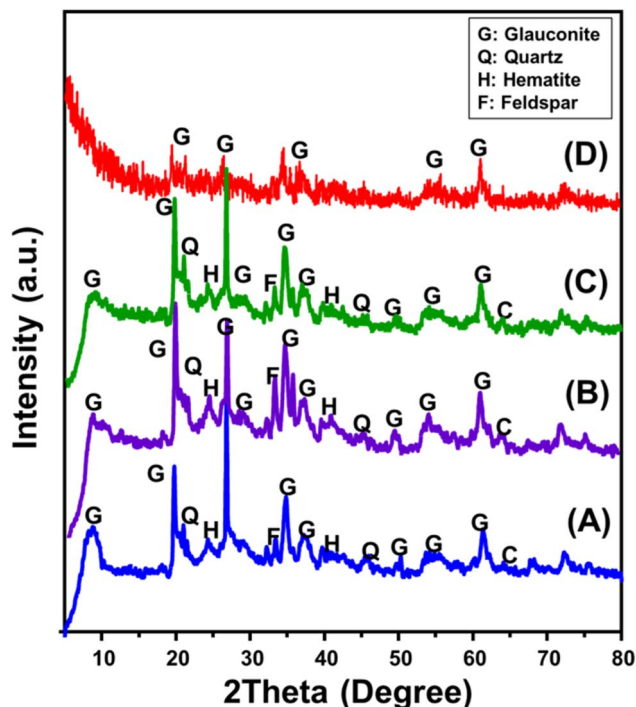 G: Glauconite
Q: Quartz
H: Hematite
F: Feldspar
G G G G G (D)
G G Q H G F G G H Q G G G C (C)
G G Q H G G F G G H Q G G G C (B)
G G Q H F G G H Q G G G C (A)
Intensity (a.u.)
10 20 30 40 50 60 70 80
2Theta (Degree)